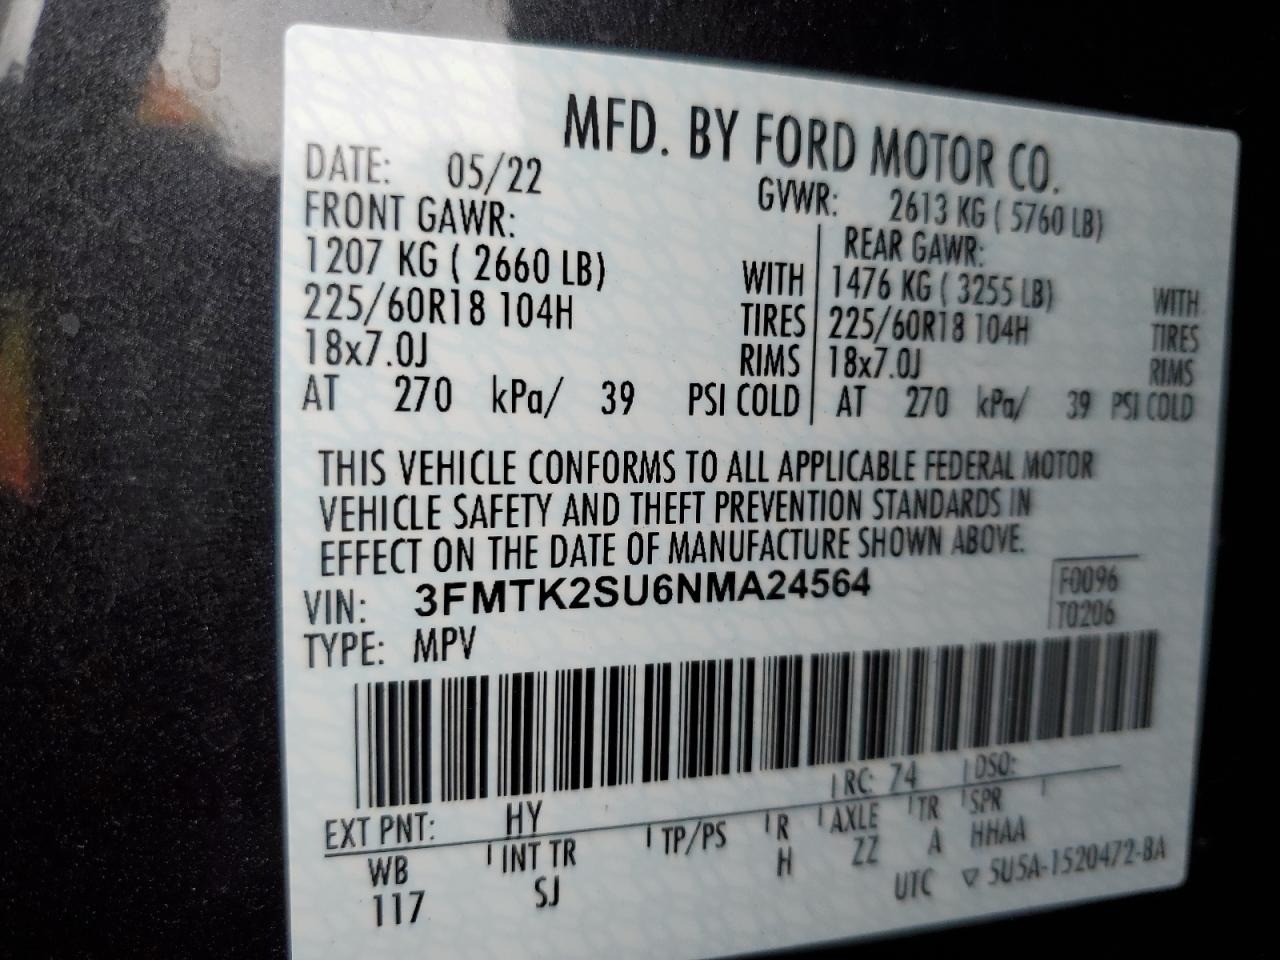 MFD. BY FORD MOTOR CO.
DATE: 05/22 GVWR: 2613 KG ( 5760 LB)
FRONT GAWR: REAR GAWR:
1207 KG ( 2660 LB) WITH 1476 KG ( 3255 LB) WITH
225/60R18 104H TIRES 225/60R18 104H TIRES
18x7.0J RIMS 18x7.0J RIMS
AT 270 kPa/ 39 PSI COLD AT 270 kPa/ 39 PSI COLD
THIS VEHICLE CONFORMS TO ALL APPLICABLE FEDERAL MOTOR
VEHICLE SAFETY AND THEFT PREVENTION STANDARDS IN
EFFECT ON THE DATE OF MANUFACTURE SHOWN ABOVE.
VIN: 3FMTK2SU6NMA24564 F0096
TYPE: MPV T0206
EXT PNT: HY RC: 74 DSO:
WB INT TR TP/PS R AXLE TR SPR
117 SJ H ZZ A HHAA
UTC ▽ 5U5A-1520472-BA